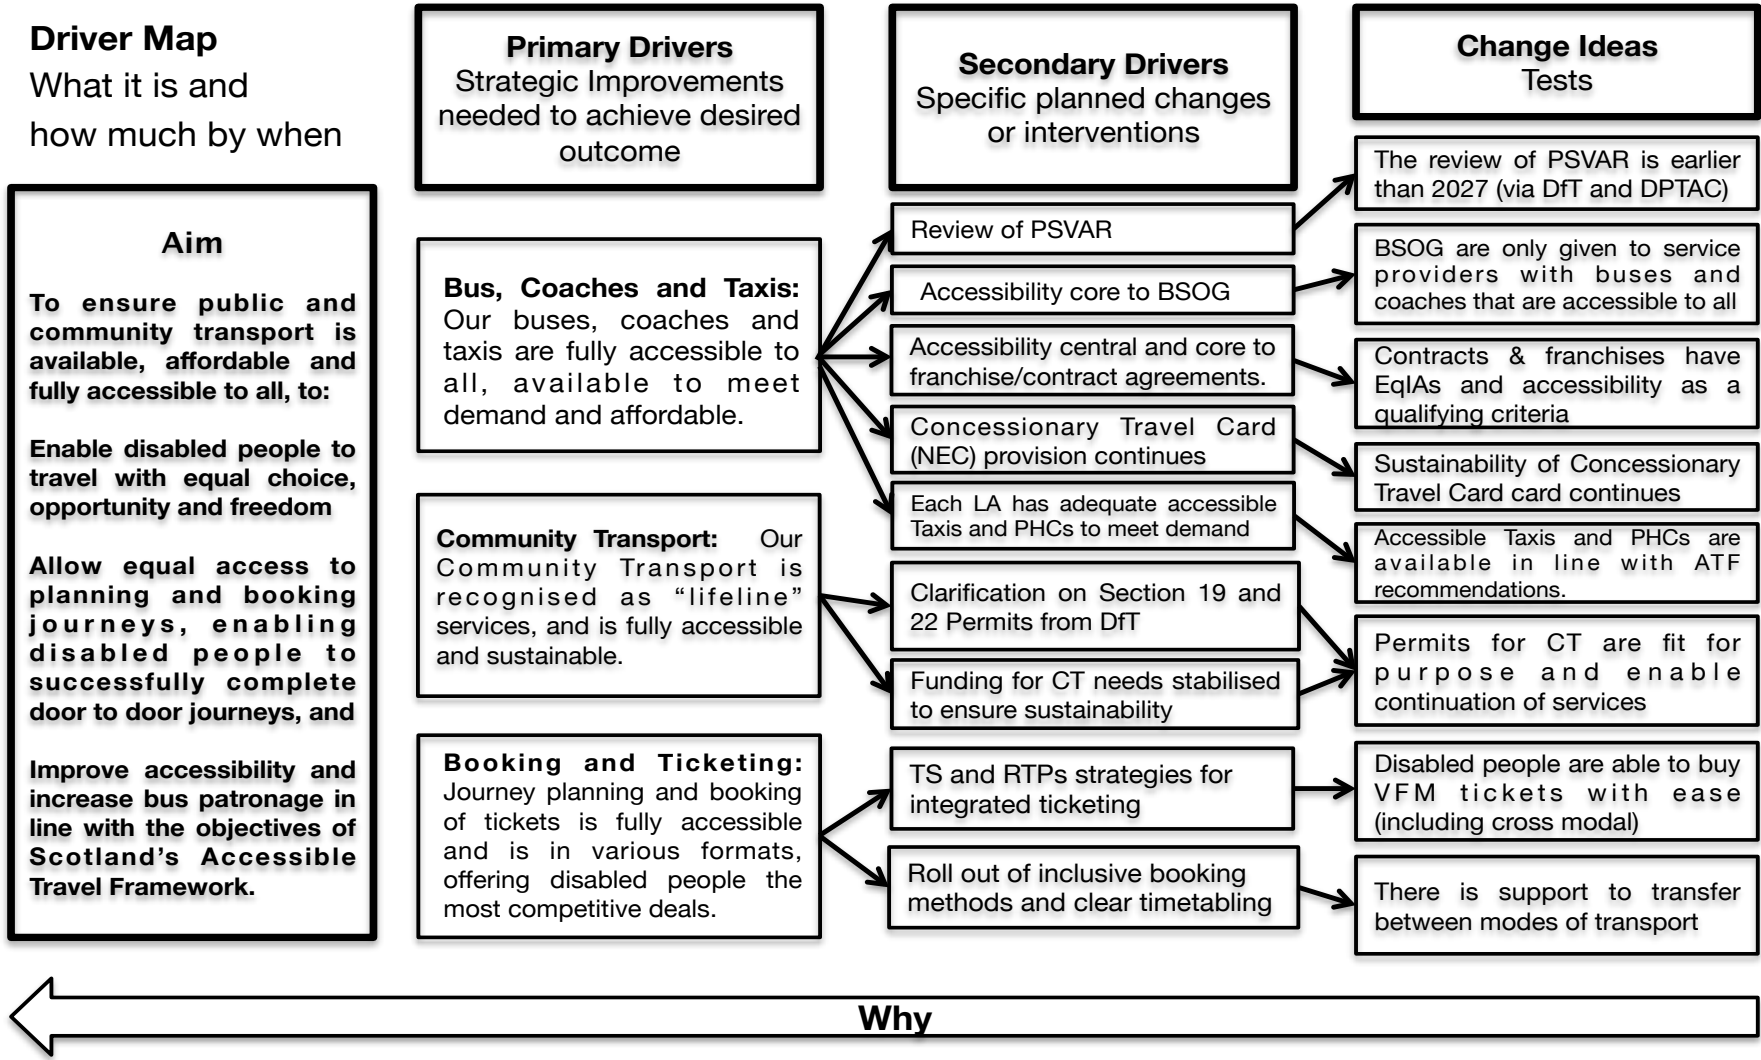 Driver Map
What it is and
how much by when
Aim
To ensure public and
community transport is
available, affordable and
fully accessible to all, to:
Enable disabled people to
travel with equal choice,
opportunity and freedom
Allow equal access to
planning and booking
journeys, enabling
disabled people to
successfully complete
door to door journeys, and
Improve accessibility and
increase bus patronage in
line with the objectives of
Scotland's Accessible
Travel Framework.
Primary Drivers
Strategic Improvements
needed to achieve desired
outcome
Bus, Coaches and Taxis:
Our buses, coaches and
taxis are fully accessible to
all, available to meet
demand and affordable.
Community Transport: Our
Community Transport is
recognised as "lifeline"
services, and is fully accessible
and sustainable.
Booking and Ticketing:
Journey planning and booking
of tickets is fully accessible
and is in various formats,
offering disabled people the
most competitive deals.
Secondary Drivers
Specific planned changes
or interventions
Review of PSVAR
Accessibility core to BSOG
Accessibility central and core to
franchise/contract agreements.
Concessionary Travel Card
(NEC) provision continues
Each LA has adequate accessible
Taxis and PHCs to meet demand
Clarification on Section 19 and
22 Permits from DfT
Funding for CT needs stabilised
to ensure sustainability
TS and RTPs strategies for
integrated ticketing
Roll out of inclusive booking
methods and clear timetabling
Change Ideas
Tests
The review of PSVAR is earlier
than 2027 (via DfT and DPTAC)
BSOG are only given to service
providers with buses and
coaches that are accessible to all
Contracts & franchises have
EqIAs and accessibility as a
qualifying criteria
Sustainability of Concessionary
Travel Card card continues
Accessible Taxis and PHCs are
available in line with ATF
recommendations.
Permits for CT are fit for
purpose and enable
continuation of services
Disabled people are able to buy
VFM tickets with ease
(including cross modal)
There is support to transfer
between modes of transport
Why